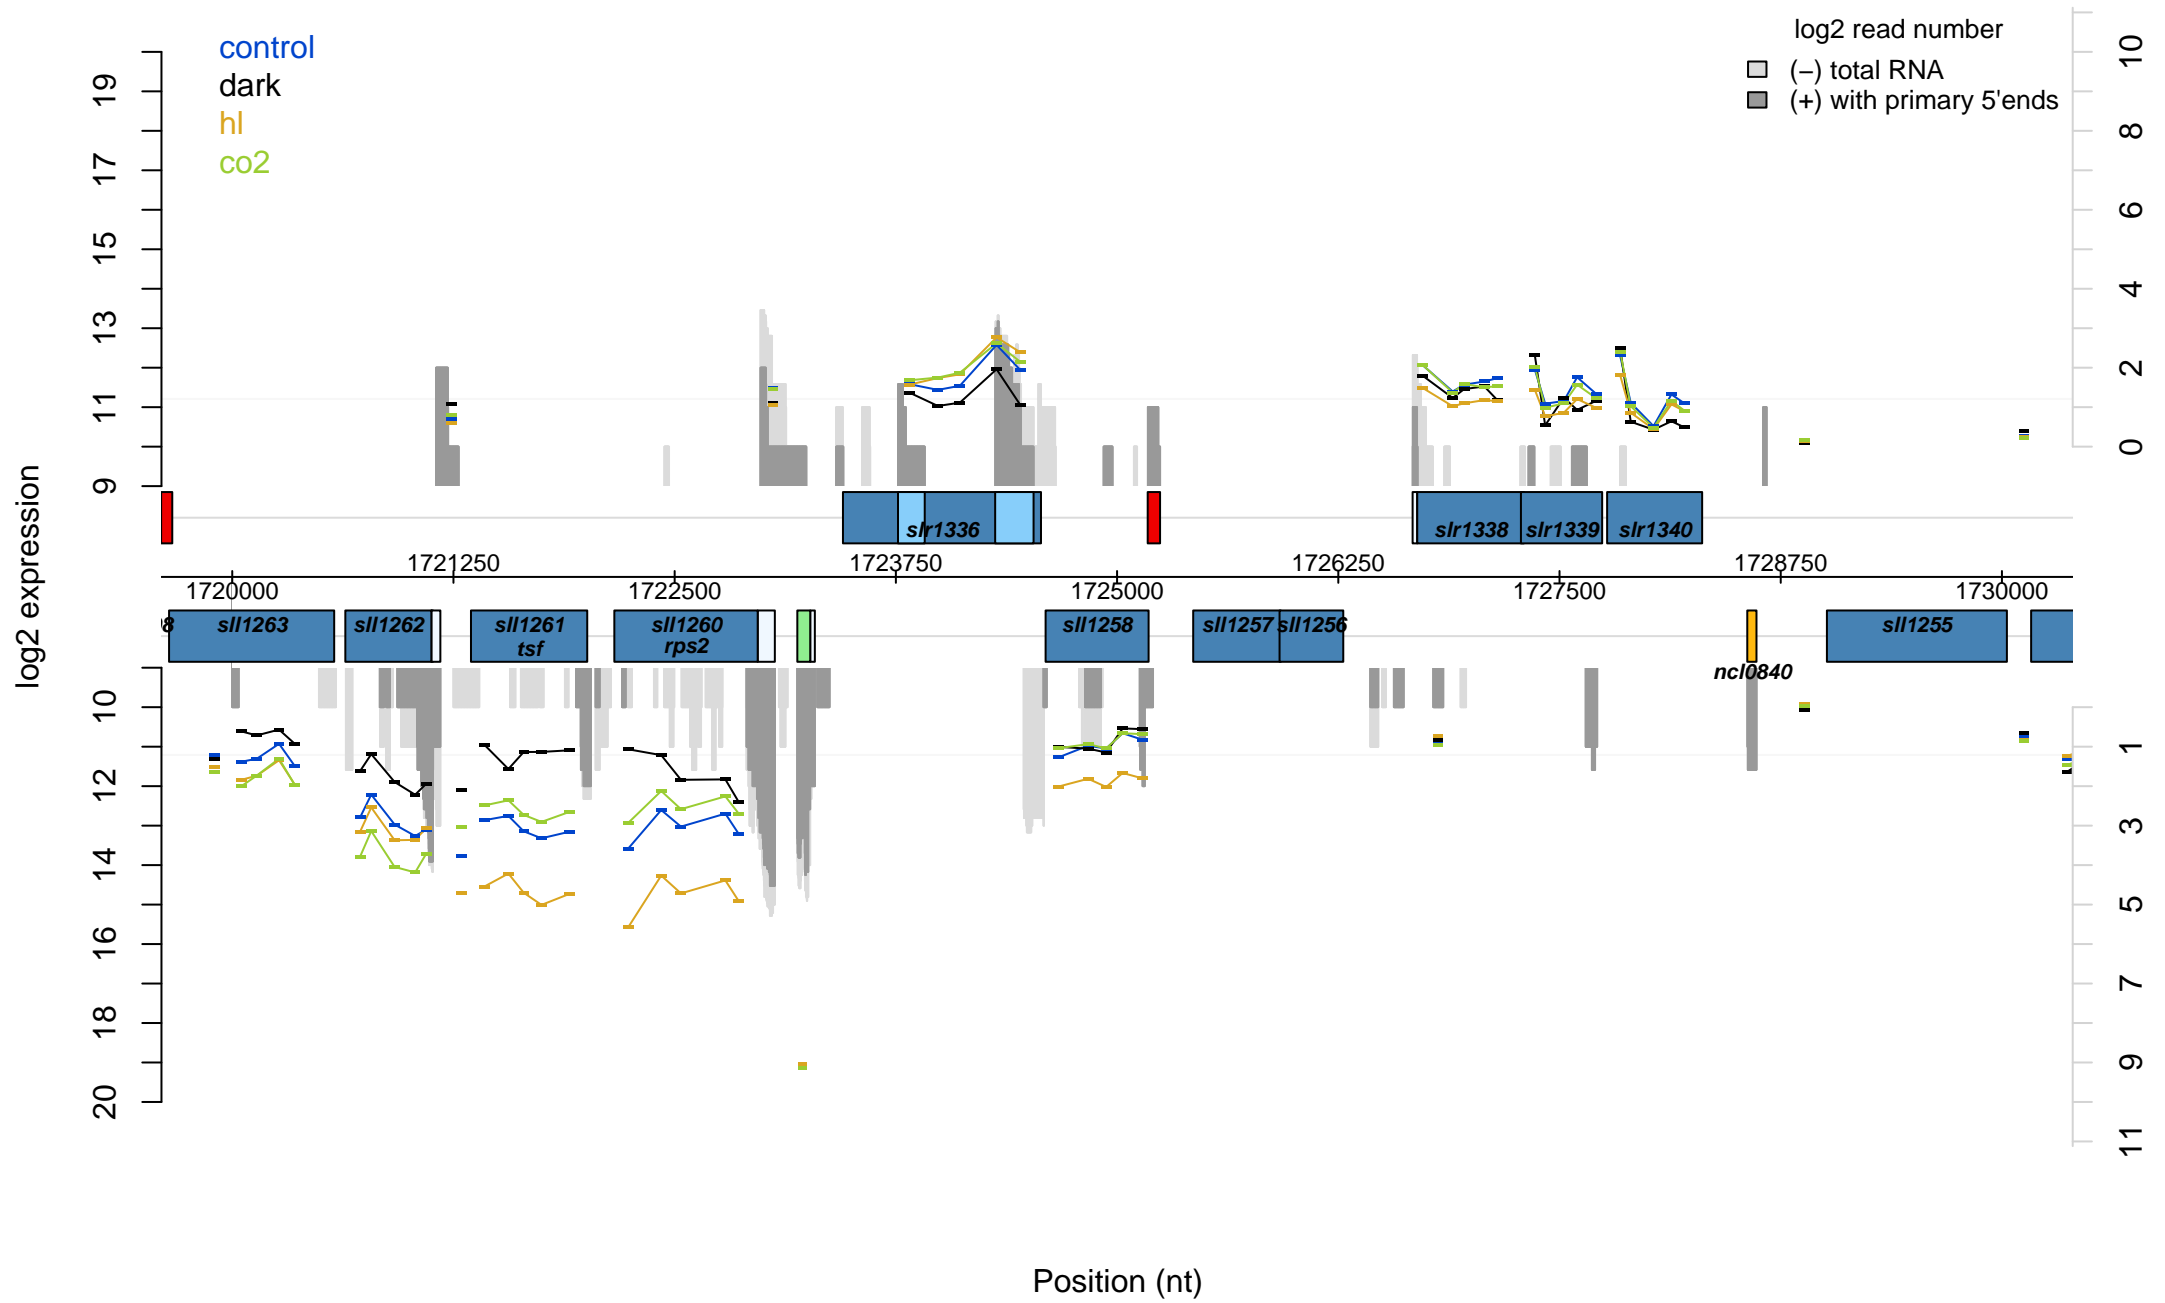 control
dark
hl
co2
log2 read number
(−) total RNA
(+) with primary 5'ends
19
17
15
13
11
9
10
8
6
4
2
0
log2 expression
slr1336
slr1338
slr1339
slr1340
1721250
1723750
1726250
1728750
1720000
1722500
1725000
1727500
1730000
8
sll1263
sll1262
sll1261
tsf
sll1260
rps2
sll1258
sll1257
sll1256
ncl0840
sll1255
10
12
14
16
18
20
1
3
5
7
9
11
Position (nt)